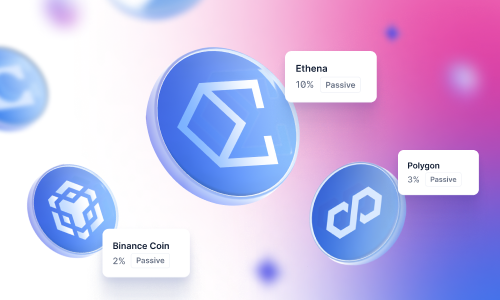 Ethena
10% Passive
Polygon
3% Passive
Binance Coin
2% Passive